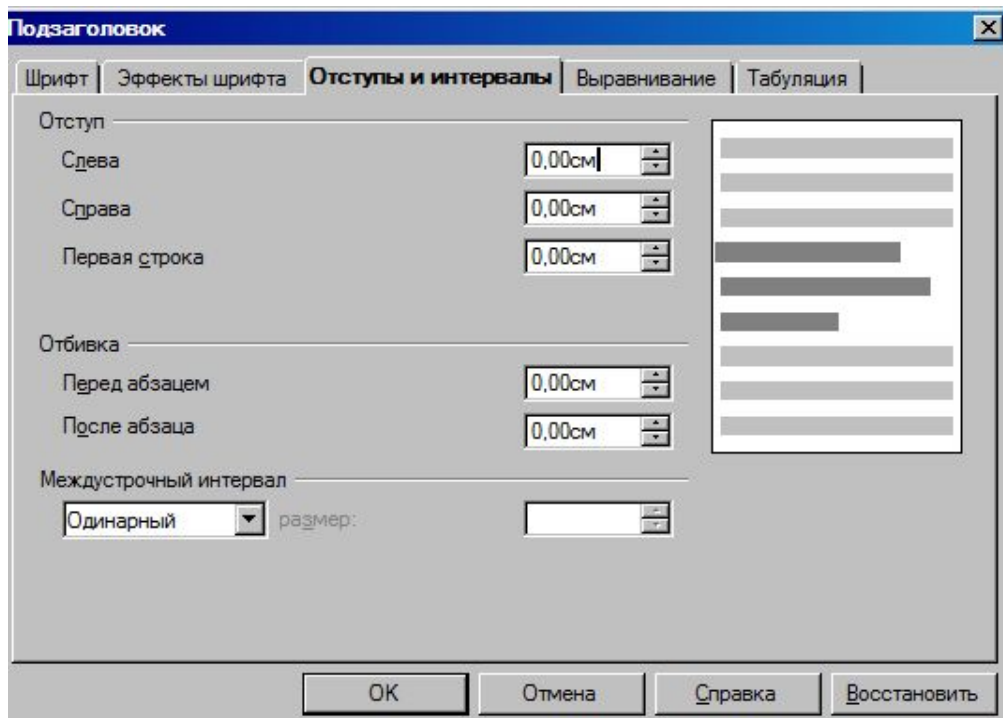 Подзаголовок
Шрифт Эффекты шрифта Отступы и интервалы Выравнивание Табуляция
Отступ
Слева 0,00см
Справа 0,00см
Первая строка 0,00см
Отбивка
Перед абзацем 0,00см
После абзаца 0,00см
Междустрочный интервал
Одинарный размер:
OK Отмена Справка Восстановить